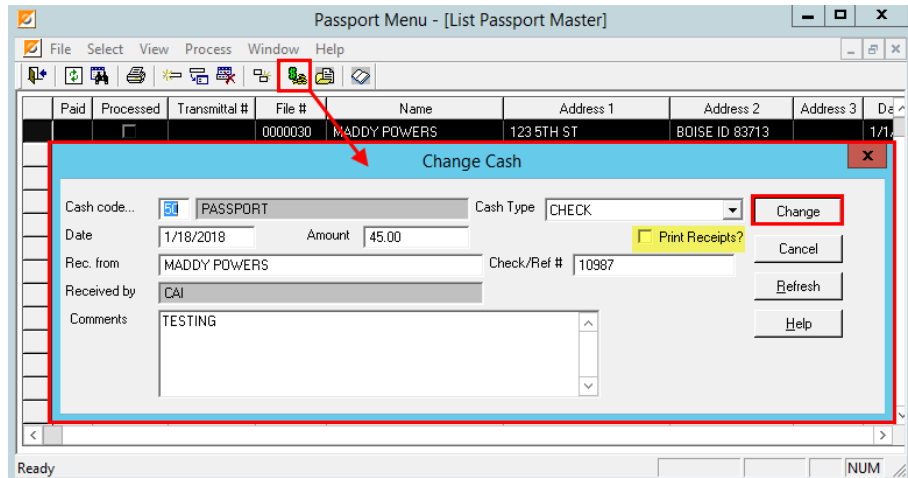 Passport Menu - [List Passport Master]
File Select View Process Window Help
Paid Processed Transmittal # File # Name Address 1 Address 2 Address 3
0000030 MADDY POWERS 123 5TH ST BOISE ID 83713 1/1/
Change Cash
Cash code... 50 PASSPORT Cash Type CHECK Change
Date 1/18/2018 Amount 45.00 Print Receipts? Cancel
Rec. from MADDY POWERS Check/Ref # 10987
Received by CAI Refresh
Comments TESTING Help
Ready NUM